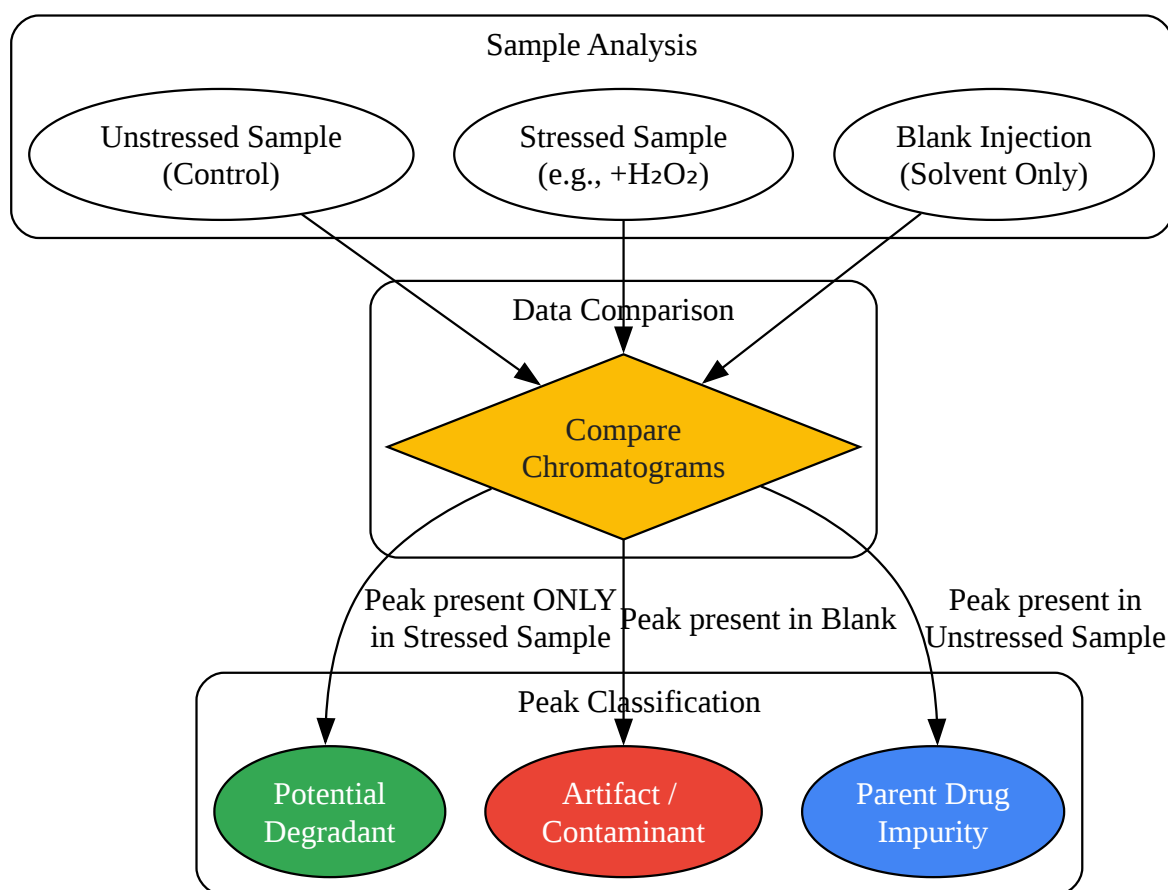 Sample Analysis
Unstressed Sample
(Control)
Stressed Sample
(e.g., +H₂O₂)
Blank Injection
(Solvent Only)
Data Comparison
Compare
Chromatograms
Peak present ONLY
in Stressed Sample
Peak present in Blank
Peak present in
Unstressed Sample
Peak Classification
Potential
Degradant
Artifact /
Contaminant
Parent Drug
Impurity